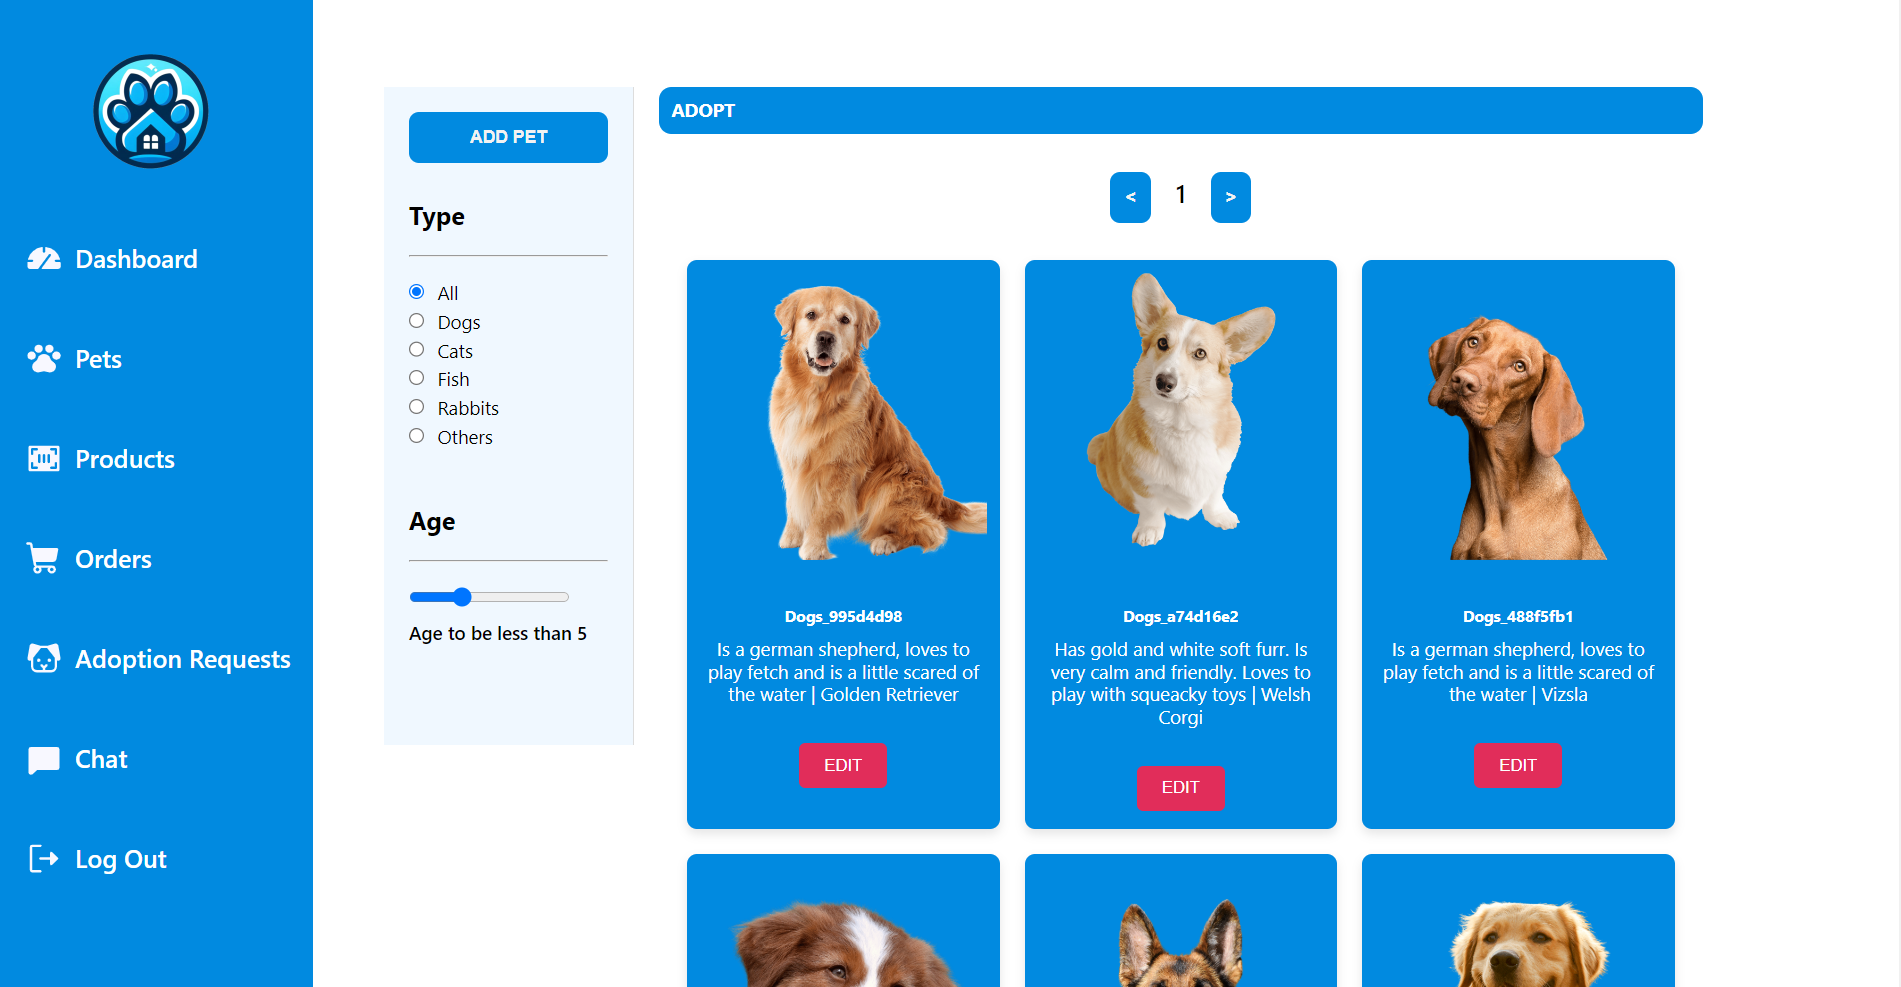 Dashboard
Pets
Products
Orders
Adoption Requests
Chat
Log Out
ADD PET
Type
All
Dogs
Cats
Fish
Rabbits
Others
Age
Age to be less than 5
ADOPT
< 1 >
Dogs_995d4d98
Is a german shepherd, loves to
play fetch and is a little scared of
the water | Golden Retriever
EDIT
Dogs_a74d16e2
Has gold and white soft furr. Is
very calm and friendly. Loves to
play with squeacky toys | Welsh
Corgi
EDIT
Dogs_488f5fb1
Is a german shepherd, loves to
play fetch and is a little scared of
the water | Vizsla
EDIT